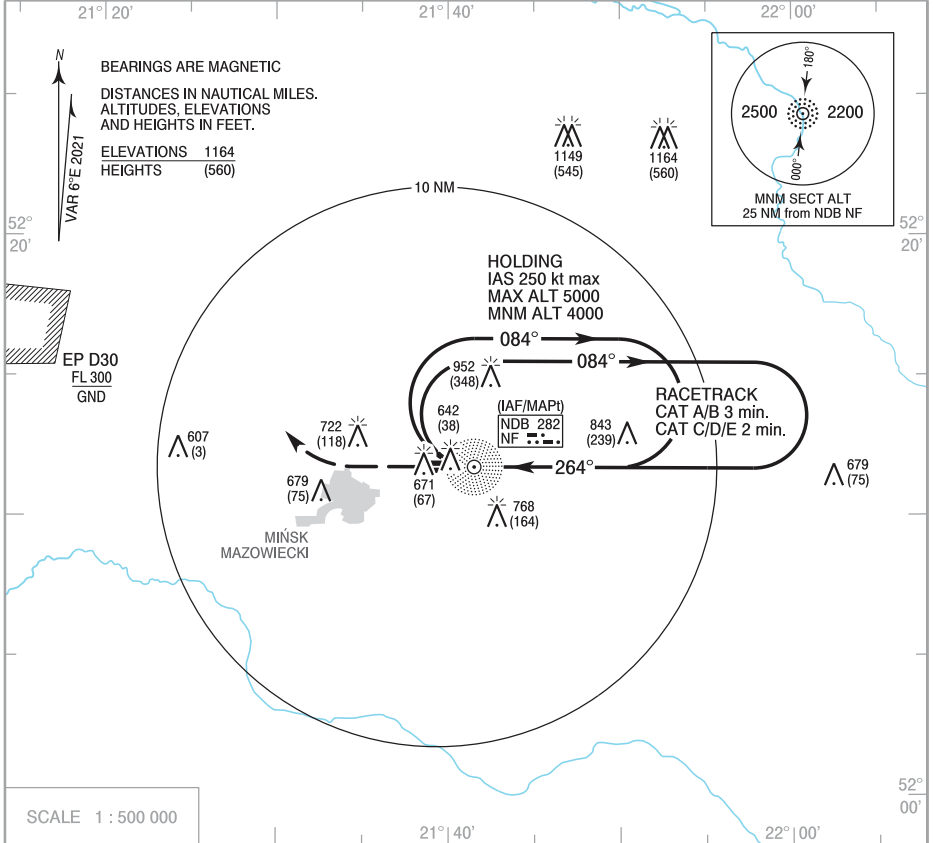 21°20'
21°40'
22°00'
N
VAR 6°E 2021
BEARINGS ARE MAGNETIC
DISTANCES IN NAUTICAL MILES.
ALTITUDES, ELEVATIONS
AND HEIGHTS IN FEET.
ELEVATIONS 1164
HEIGHTS (560)
1149
(545)
1164
(560)
180°
2500
2200
000°
MNM SECT ALT
25 NM from NDB NF
10 NM
52°
20'
52°
20'
HOLDING
IAS 250 kt max
MAX ALT 5000
MNM ALT 4000
084°
084°
EP D30
FL 300
GND
952
(348)
RACETRACK
CAT A/B 3 min.
CAT C/D/E 2 min.
(IAF/MAPt)
NDB 282
NF
642
(38)
722
(118)
843
(239)
607
(3)
264°
679
(75)
679
(75)
671
(67)
768
(164)
MIŃSK
MAZOWIECKI
52°
00'
SCALE 1 : 500 000
21°40'
22°00'